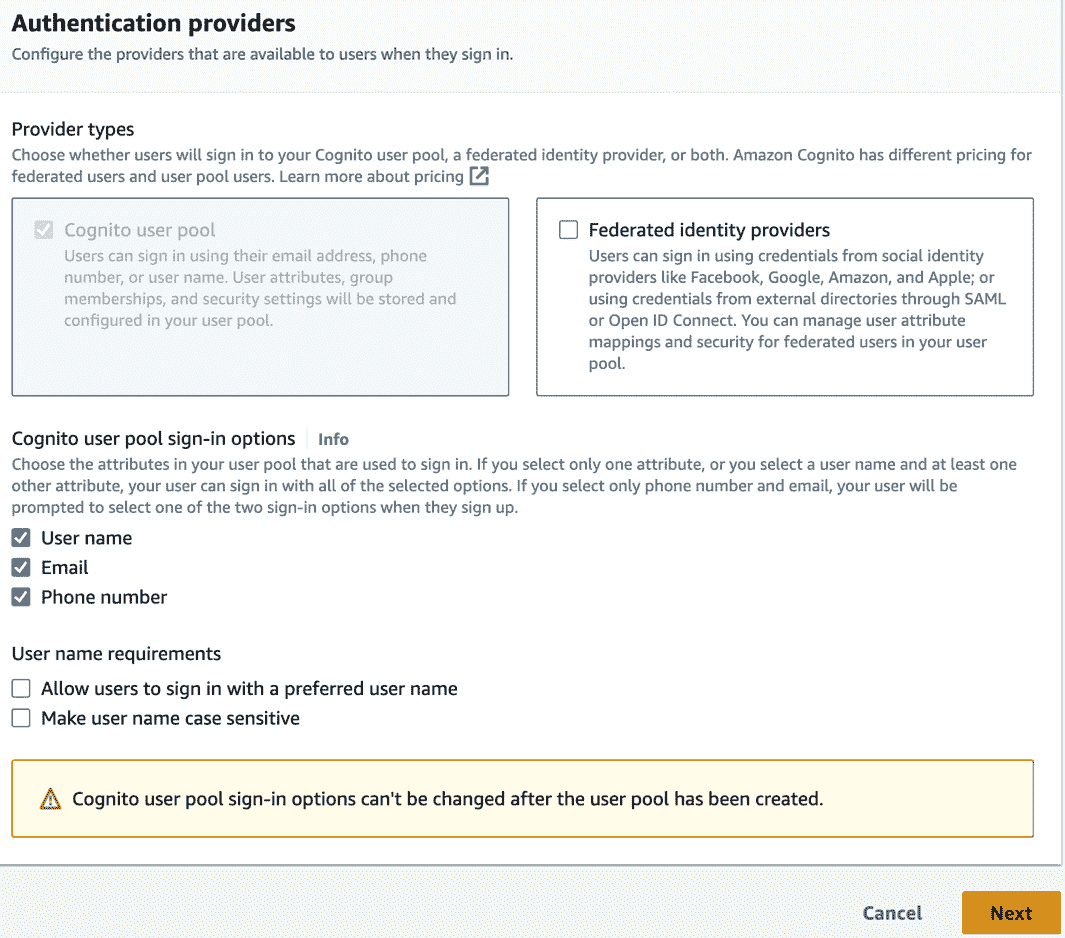 Authentication providers
Configure the providers that are available to users when they sign in.
Provider types
Choose whether users will sign in to your Cognito user pool, a federated identity provider, or both. Amazon Cognito has different pricing for
federated users and user pool users. Learn more about pricing
Cognito user pool
Users can sign in using their email address, phone
number, or user name. User attributes, group
memberships, and security settings will be stored and
configured in your user pool.
Federated identity providers
Users can sign in using credentials from social identity
providers like Facebook, Google, Amazon, and Apple; or
using credentials from external directories through SAML
or Open ID Connect. You can manage user attribute
mappings and security for federated users in your user
pool.
Cognito user pool sign-in options Info
Choose the attributes in your user pool that are used to sign in. If you select only one attribute, or you select a user name and at least one
other attribute, your user can sign in with all of the selected options. If you select only phone number and email, your user will be
prompted to select one of the two sign-in options when they sign up.
User name
Email
Phone number
User name requirements
Allow users to sign in with a preferred user name
Make user name case sensitive
Cognito user pool sign-in options can't be changed after the user pool has been created.
Cancel Next